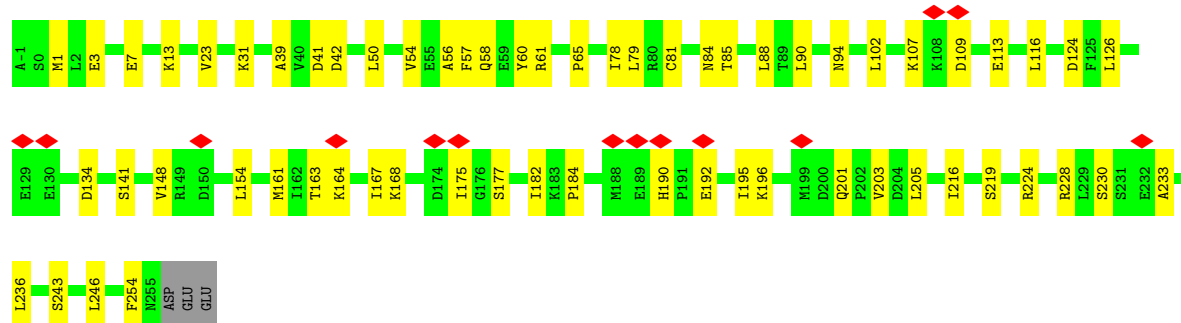 A-1 S0 M1 L2 E3 E7 K13 V23 K31 A39 V40 D41 D42 L50 V54 E55 A56 F57 Q58 E59 Y60 R61 P65 I78 L79 R80 C81 N84 T85 L88 T89 L90 N94 L102 K107 K108 D109 E113 L116 D124 F125 L126
E129 E130 D134 S141 V148 R149 D150 L154 M161 I162 T163 K164 I167 K168 D174 I175 G176 S177 I182 K183 P184 M188 E189 H190 P191 E192 I195 K196 M199 D200 Q201 P202 V203 D204 L205 I216 S219 R224 R228 L229 S230 S231 E232 A233
L236 S243 L246 F254 N255 ASP GLU GLU